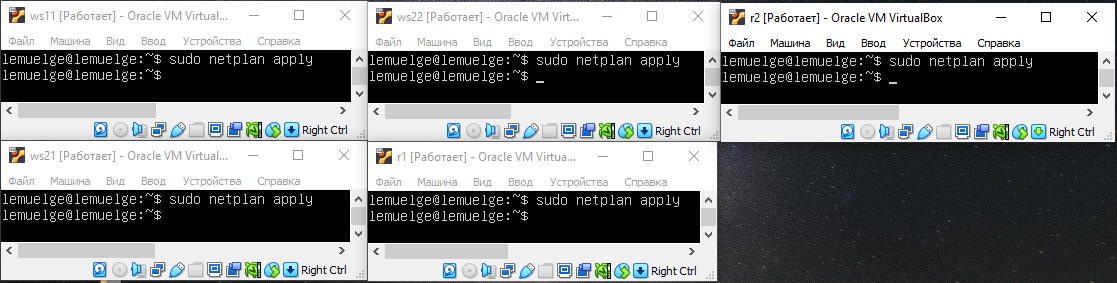 ws11 [Работает] - Oracle VM Virtual...
Файл Машина Вид Ввод Устройства Справка
lemuelge@lemuelge:~$ sudo netplan apply
lemuelge@lemuelge:~$
Right Ctrl
ws22 [Работает] - Oracle VM Virt...
Файл Машина Вид Ввод Устройства Справка
lemuelge@lemuelge:~$ sudo netplan apply
lemuelge@lemuelge:~$ _
Right Ctrl
r2 [Работает] - Oracle VM VirtualBox
Файл Машина Вид Ввод Устройства Справка
lemuelge@lemuelge:~$ sudo netplan apply
lemuelge@lemuelge:~$ _
Right Ctrl
ws21 [Работает] - Oracle VM Virtual...
Файл Машина Вид Ввод Устройства Справка
lemuelge@lemuelge:~$ sudo netplan apply
lemuelge@lemuelge:~$
Right Ctrl
r1 [Работает] - Oracle VM Virtua...
Файл Машина Вид Ввод Устройства Справка
lemuelge@lemuelge:~$ sudo netplan apply
lemuelge@lemuelge:~$
Right Ctrl